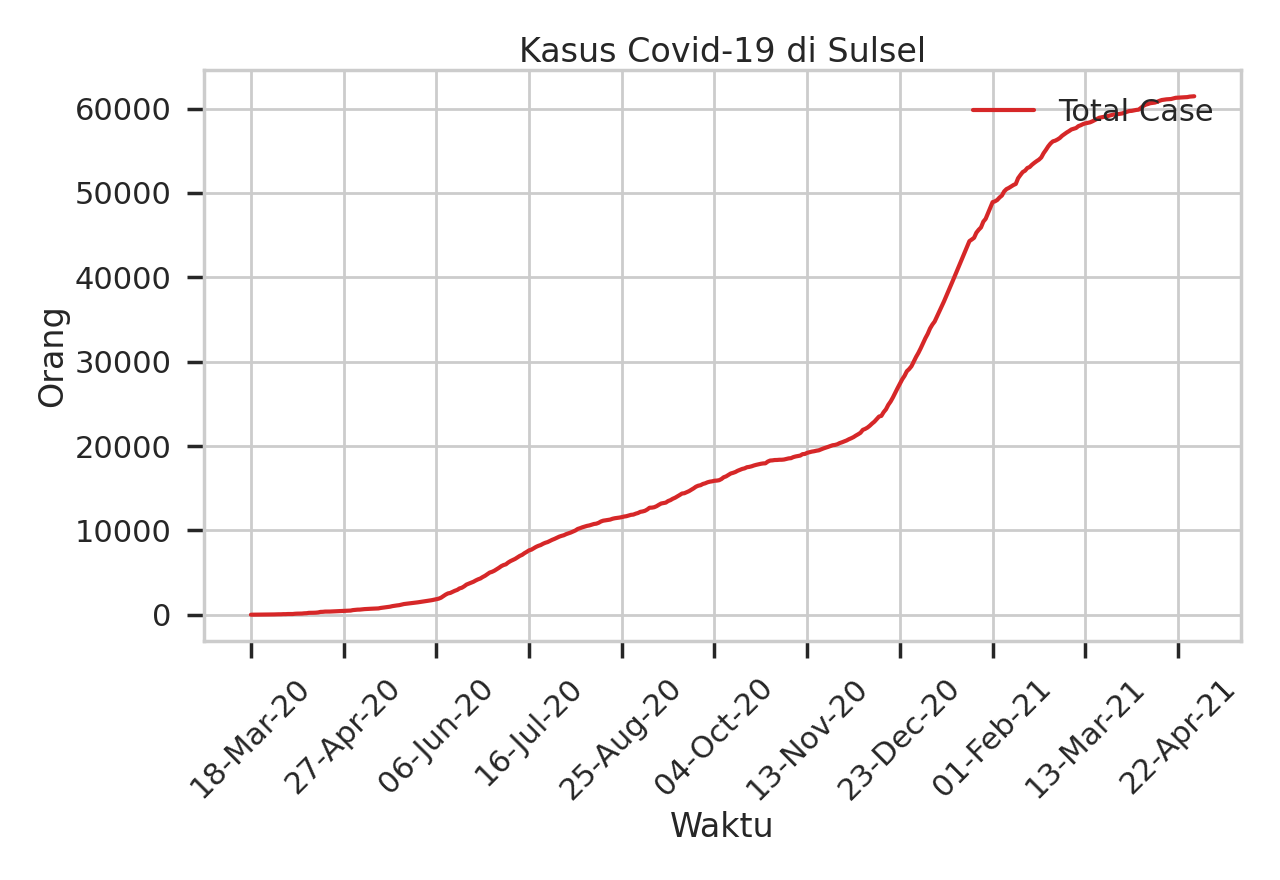 Kasus Covid-19 di Sulsel
Total Case
60000
50000
40000
30000
20000
10000
0
Orang
18-Mar-20
27-Apr-20
06-Jun-20
16-Jul-20
25-Aug-20
04-Oct-20
13-Nov-20
23-Dec-20
01-Feb-21
13-Mar-21
22-Apr-21
Waktu